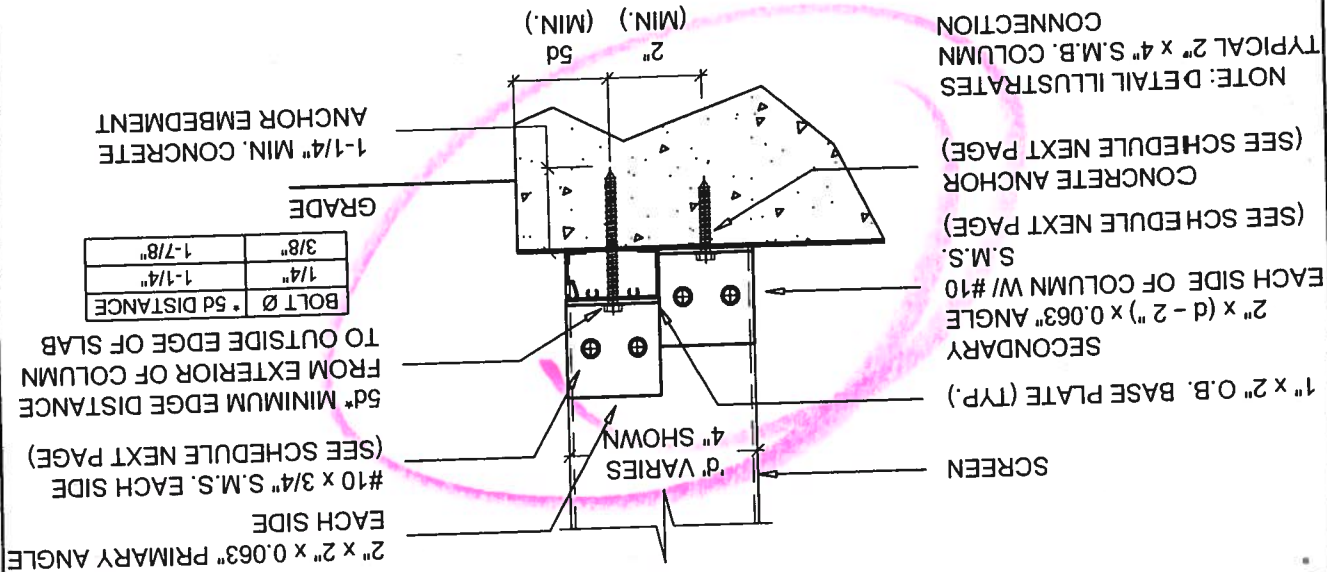 SCREEN
1" x 2" O.B. BASE PLATE (TYP.)
SECONDARY
2" x (d – 2 ") x 0.063" ANGLE
EACH SIDE OF COLUMN W/ #10
S.M.S.
(SEE SCHEDULE NEXT PAGE)
CONCRETE ANCHOR
(SEE SCHEDULE NEXT PAGE)
NOTE: DETAIL ILLUSTRATES
TYPICAL 2" x 4" S.M.B. COLUMN
CONNECTION
'd' VARIES
4" SHOWN
2" 5d
(MIN.) (MIN.)
2" x 2" x 0.063" PRIMARY ANGLE
EACH SIDE
#10 x 3/4" S.M.S. EACH SIDE
(SEE SCHEDULE NEXT PAGE)
5d* MINIMUM EDGE DISTANCE
FROM EXTERIOR OF COLUMN
TO OUTSIDE EDGE OF SLAB
BOLT Ø * 5d DISTANCE
1/4" 1-1/4"
3/8" 1-7/8"
GRADE
1-1/4" MIN. CONCRETE
ANCHOR EMBEDMENT